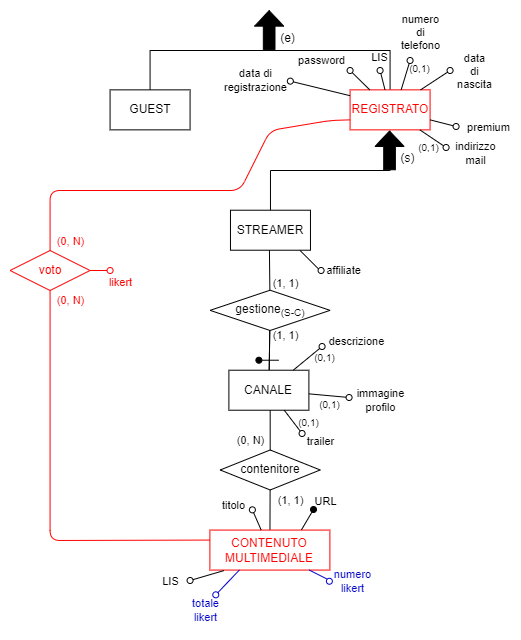 (e)
numero
di
telefono
LIS
(0,1)
password
data
di
nascita
data di
registrazione
GUEST
REGISTRATO
premium
(0,1)
indirizzo
mail
(s)
STREAMER
(0, N)
voto
likert
(0, N)
affiliate
(1, 1)
gestione(S-C)
(1, 1)
descrizione
(0,1)
CANALE
immagine
profilo
(0,1)
(0,1)
trailer
(0, N)
contenitore
(1, 1)
titolo
URL
CONTENUTO
MULTIMEDIALE
LIS
totale
likert
numero
likert